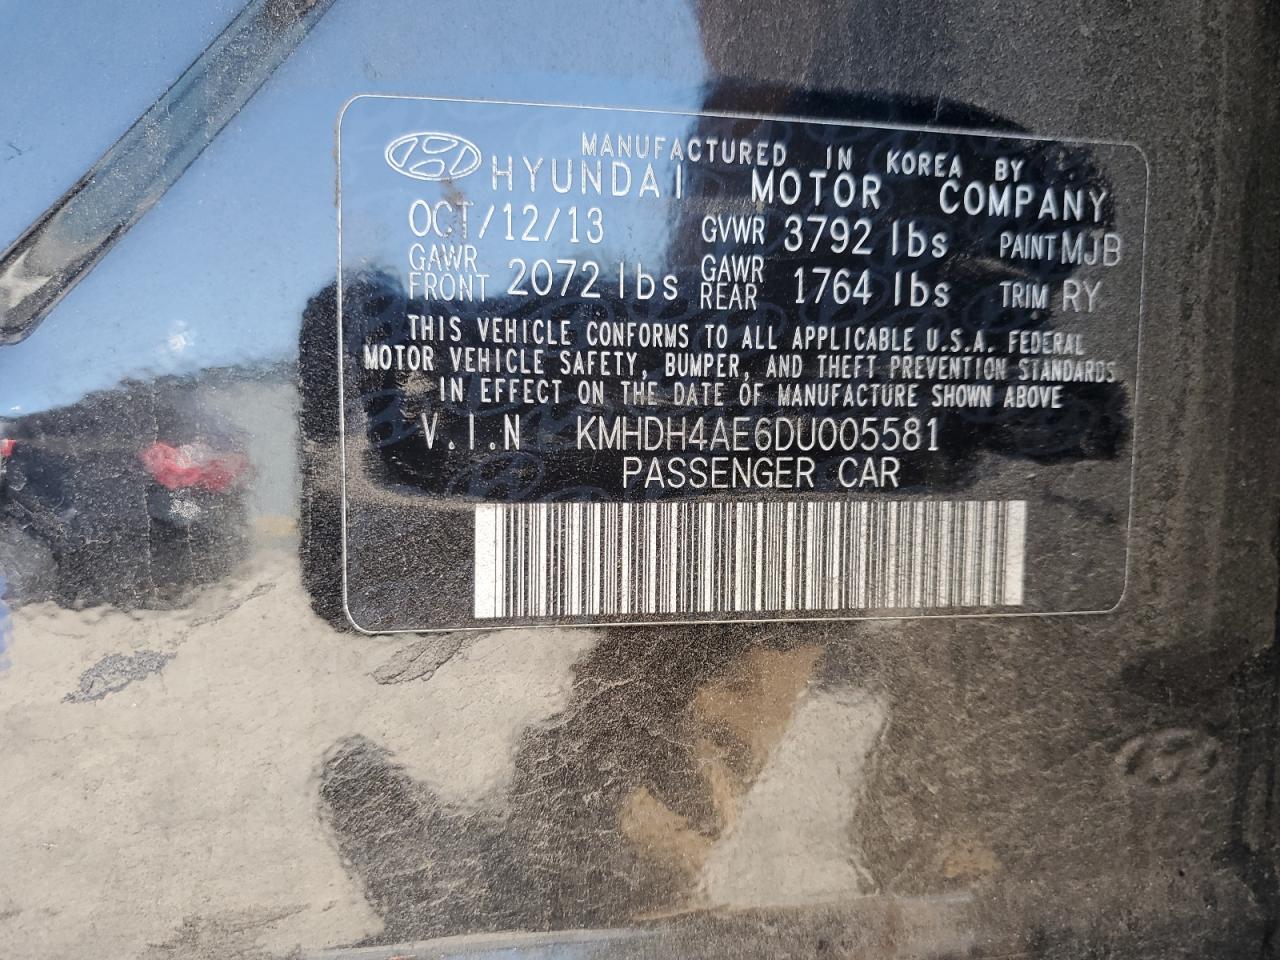 MANUFACTURED IN KOREA BY
HYUNDAI MOTOR COMPANY
OCT/12/13 GVWR 3792 lbs PAINT MJB
GAWR FRONT 2072 lbs GAWR REAR 1764 lbs TRIM RY
THIS VEHICLE CONFORMS TO ALL APPLICABLE U.S.A. FEDERAL
MOTOR VEHICLE SAFETY, BUMPER, AND THEFT PREVENTION STANDARDS
IN EFFECT ON THE DATE OF MANUFACTURE SHOWN ABOVE
V.I.N KMHDH4AE6DU005581
PASSENGER CAR